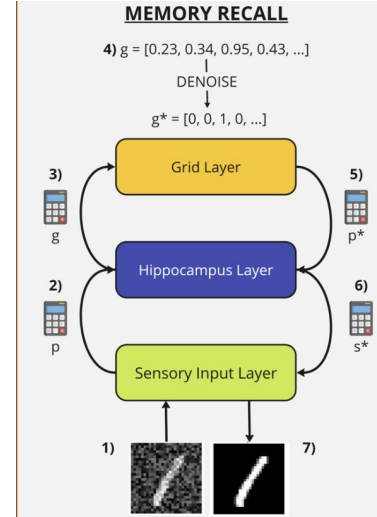 MEMORY RECALL
4) g = [0.23, 0.34, 0.95, 0.43, ...]
DENOISE
g* = [0, 0, 1, 0, ...]
3)
g
Grid Layer
5)
p*
2)
p
Hippocampus Layer
6)
s*
Sensory Input Layer
1)
7)